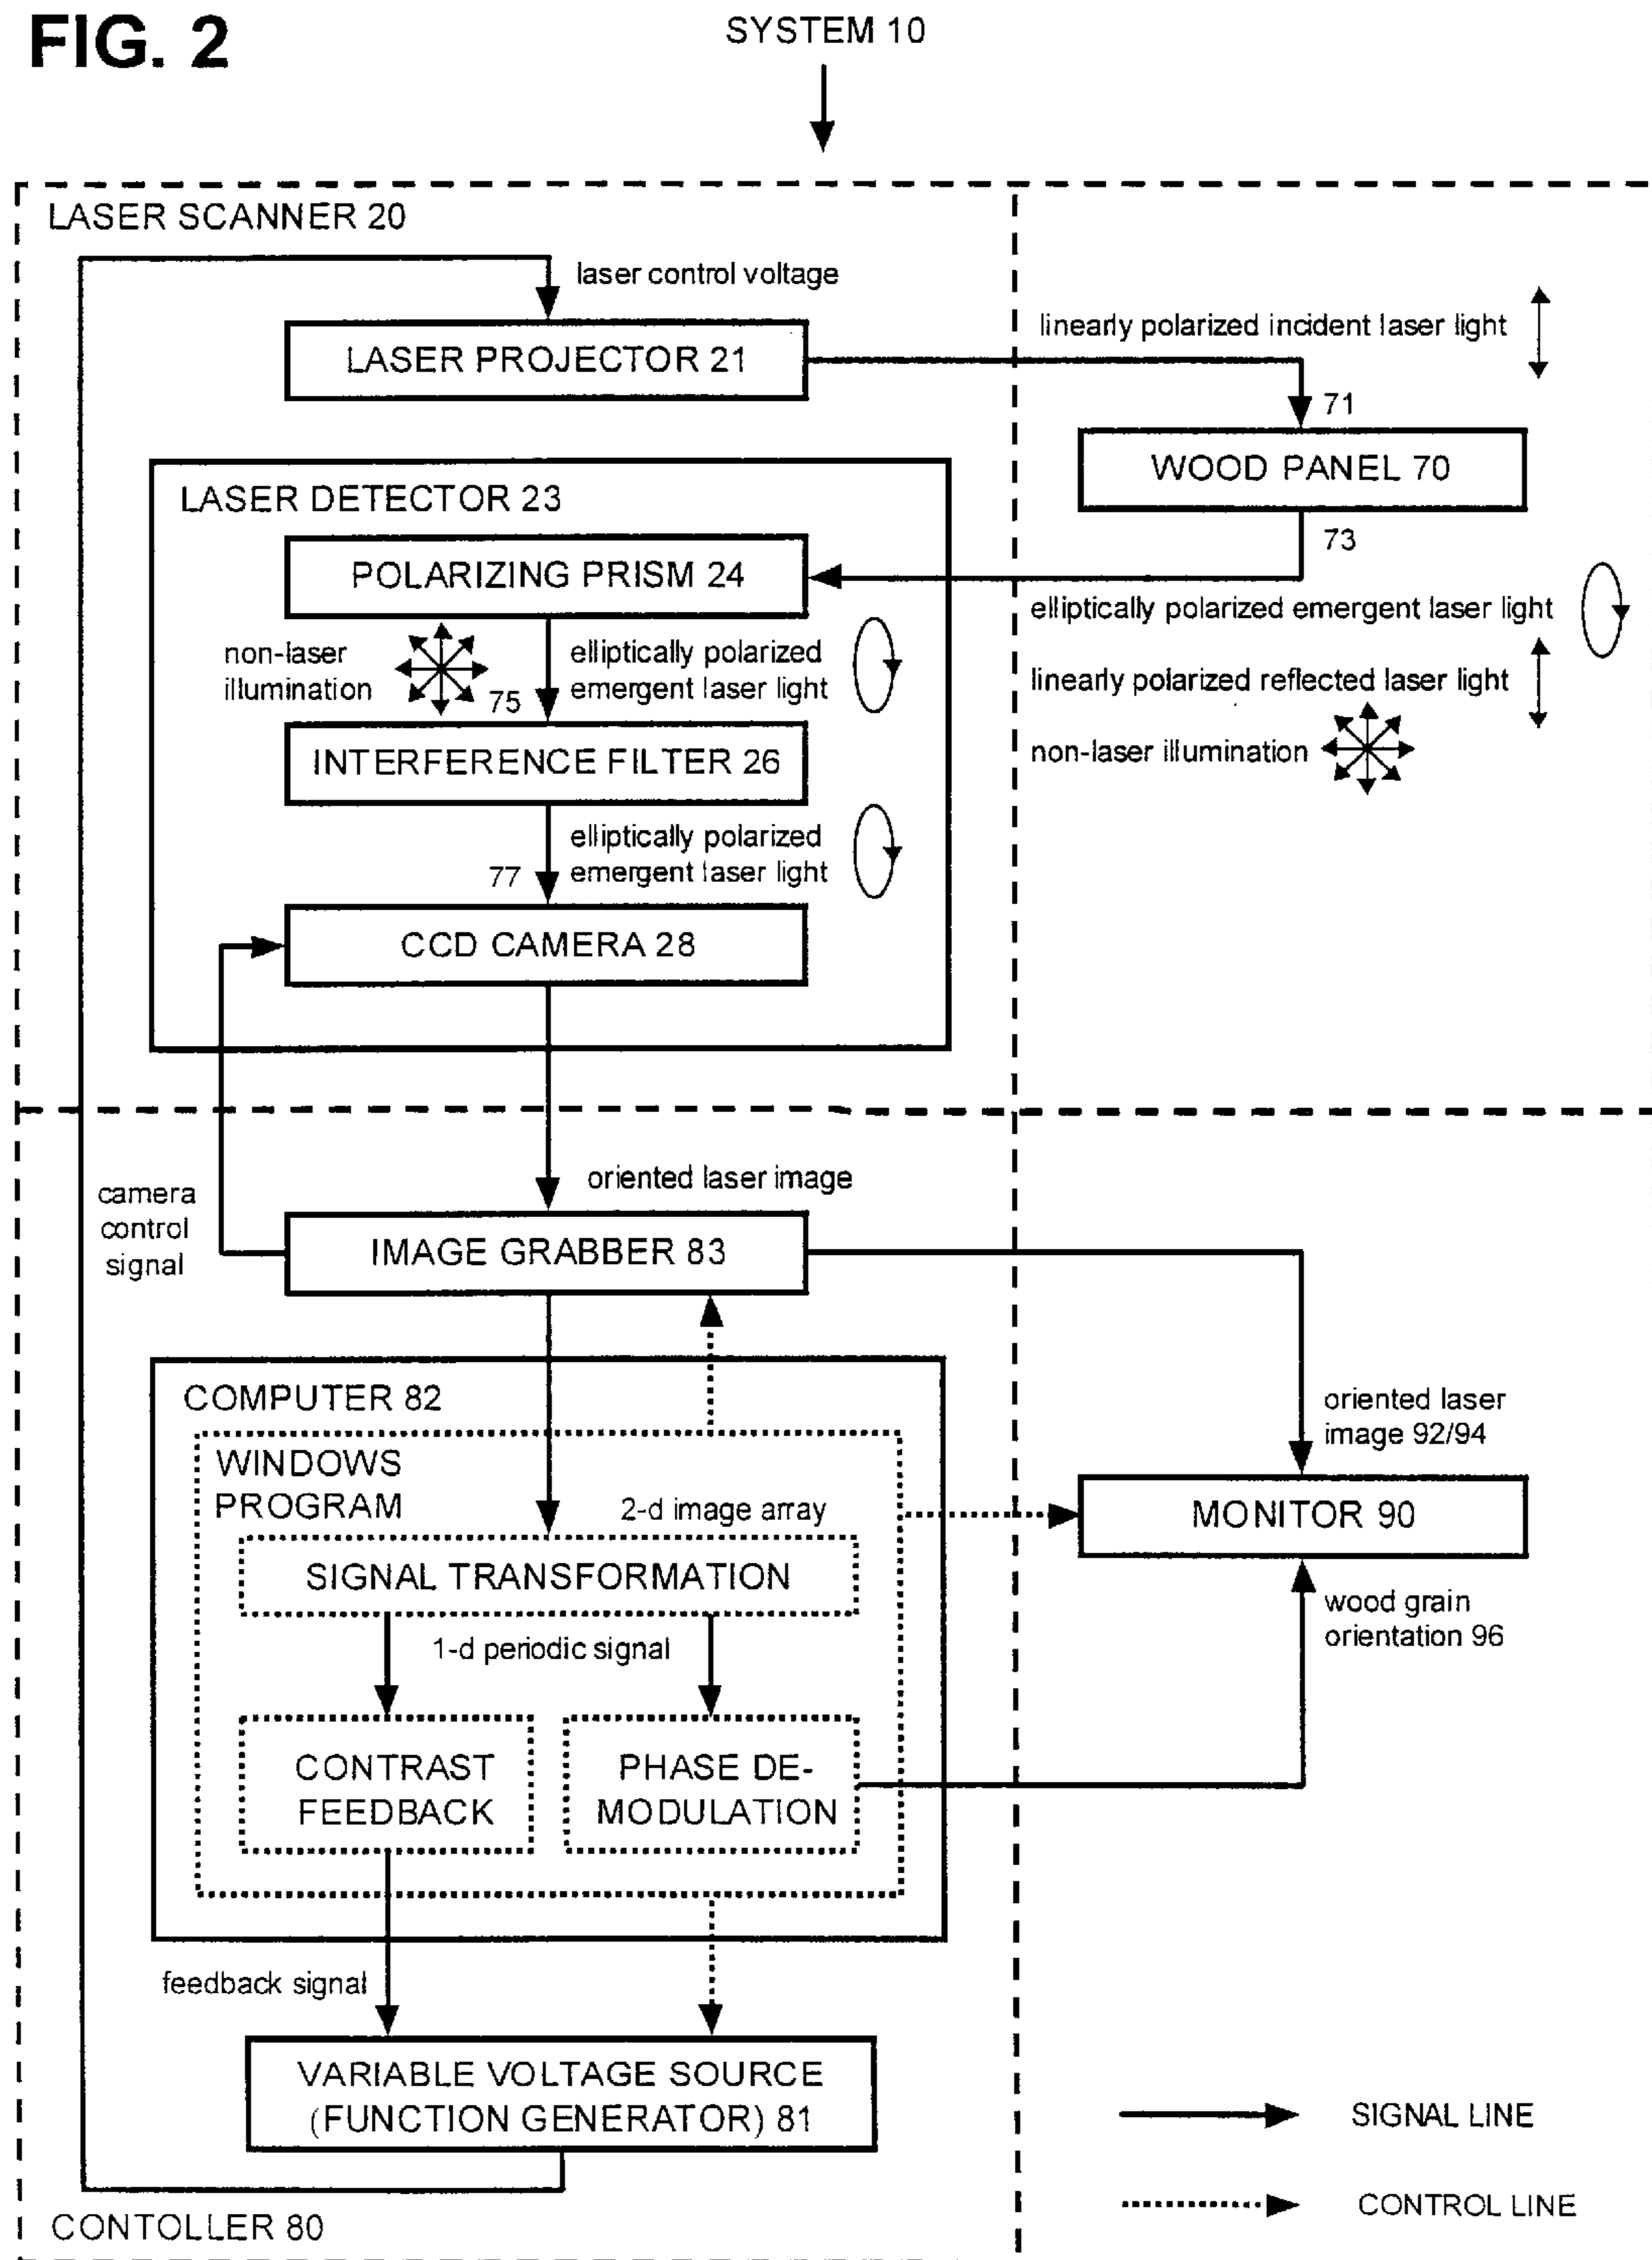 FIG. 2
SYSTEM 10
LASER SCANNER 20
laser control voltage
LASER PROJECTOR 21
linearly polarized incident laser light
71
WOOD PANEL 70
73
LASER DETECTOR 23
POLARIZING PRISM 24
elliptically polarized emergent laser light
linearly polarized reflected laser light
non-laser illumination
non-laser
illumination
75
elliptically polarized
emergent laser light
INTERFERENCE FILTER 26
elliptically polarized
emergent laser light
77
CCD CAMERA 28
camera
control
signal
oriented laser image
IMAGE GRABBER 83
COMPUTER 82
WINDOWS
PROGRAM
2-d image array
SIGNAL TRANSFORMATION
1-d periodic signal
CONTRAST
FEEDBACK
PHASE DE-
MODULATION
oriented laser
image 92/94
MONITOR 90
wood grain
orientation 96
feedback signal
VARIABLE VOLTAGE SOURCE
(FUNCTION GENERATOR) 81
CONTOLLER 80
SIGNAL LINE
CONTROL LINE